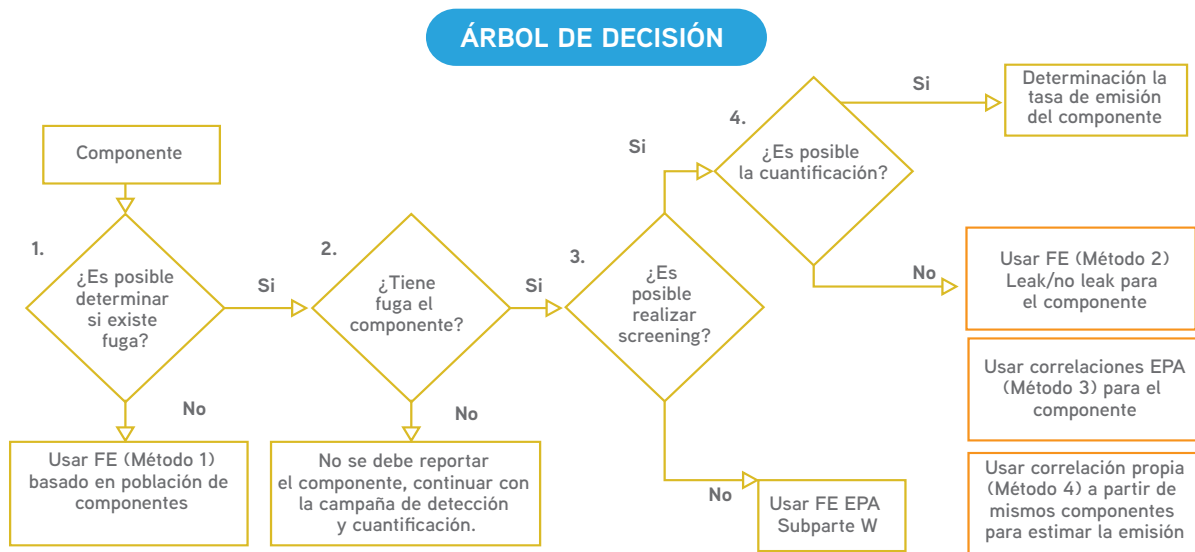 ÁRBOL DE DECISIÓN
Componente
1.
¿Es posible
determinar
si existe
fuga?
Si
No
Usar FE (Método 1)
basado en población de
componentes
2.
¿Tiene
fuga el
componente?
Si
No
No se debe reportar
el componente, continuar con
la campaña de detección
y cuantificación.
3.
¿Es
posible
realizar
screening?
Si
No
Usar FE EPA
Subparte W
4.
¿Es posible
la cuantificación?
Si
Determinación la
tasa de emisión
del componente
No
Usar FE (Método 2)
Leak/no leak para
el componente
Usar correlaciones EPA
(Método 3) para el
componente
Usar correlación propia
(Método 4) a partir de
mismos componentes
para estimar la emisión